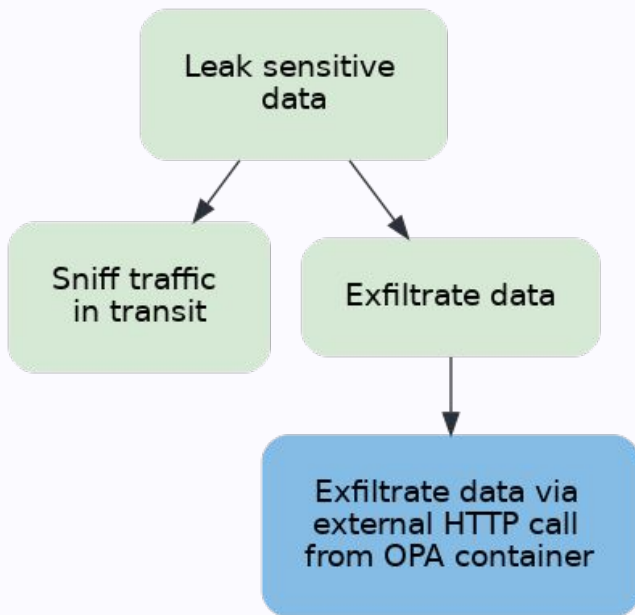 Leak sensitive
data
Sniff traffic
in transit
Exfiltrate data
Exfiltrate data via
external HTTP call
from OPA container